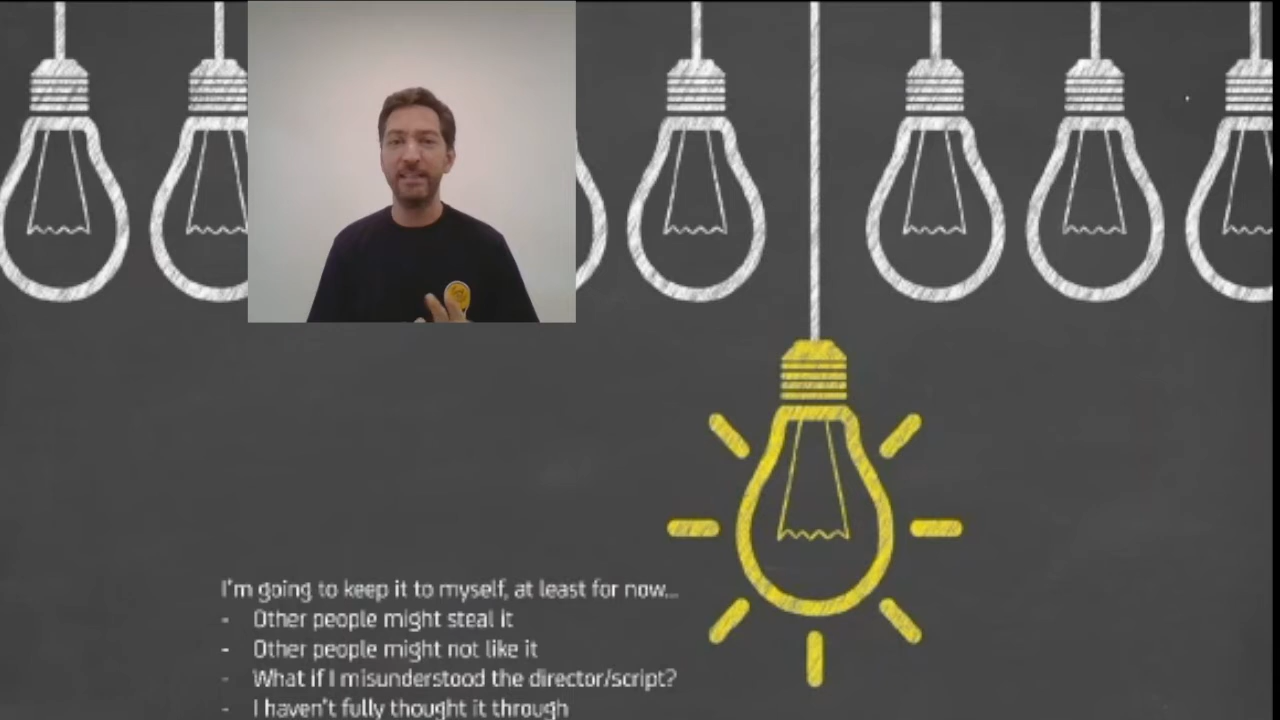 I'm going to keep it to myself, at least for now...
- Other people might steal it
- Other people might not like it
- What if I misunderstood the director/script?
- I haven't fully thought it through